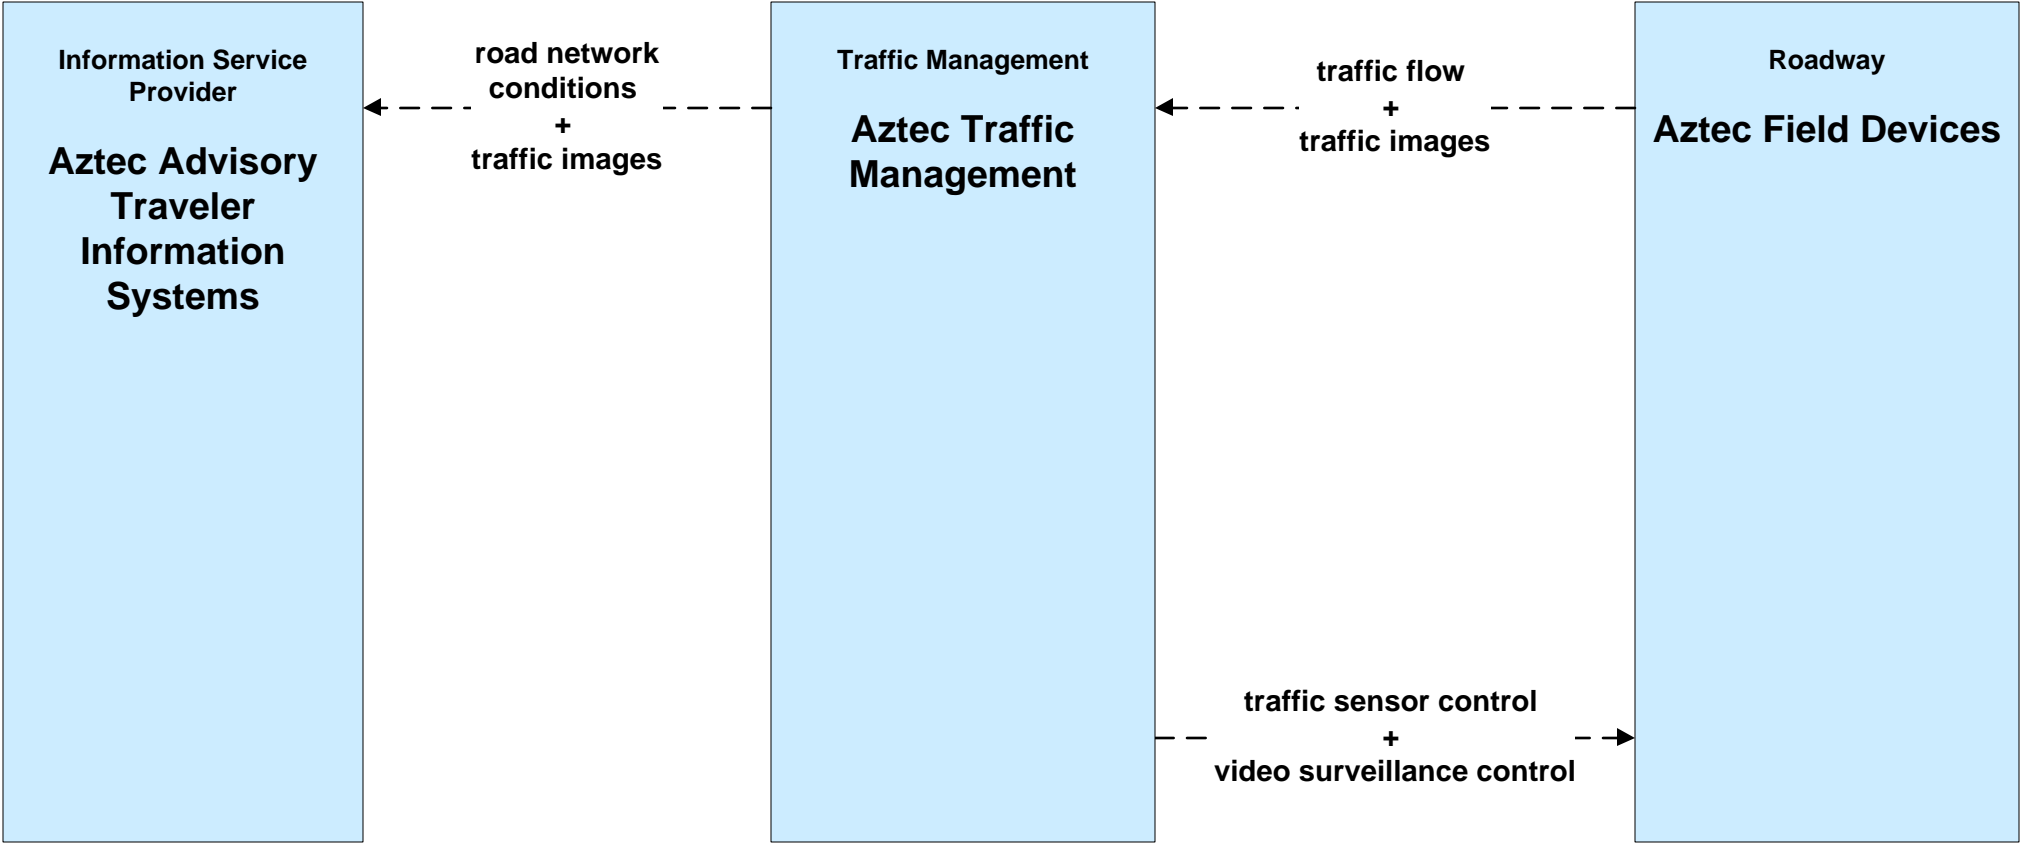 Information Service
Provider
Aztec Advisory
Traveler
Information
Systems
road network
conditions
+
traffic images
Traffic Management
Aztec Traffic
Management
traffic flow
+
traffic images
Roadway
Aztec Field Devices
traffic sensor control
+
video surveillance control